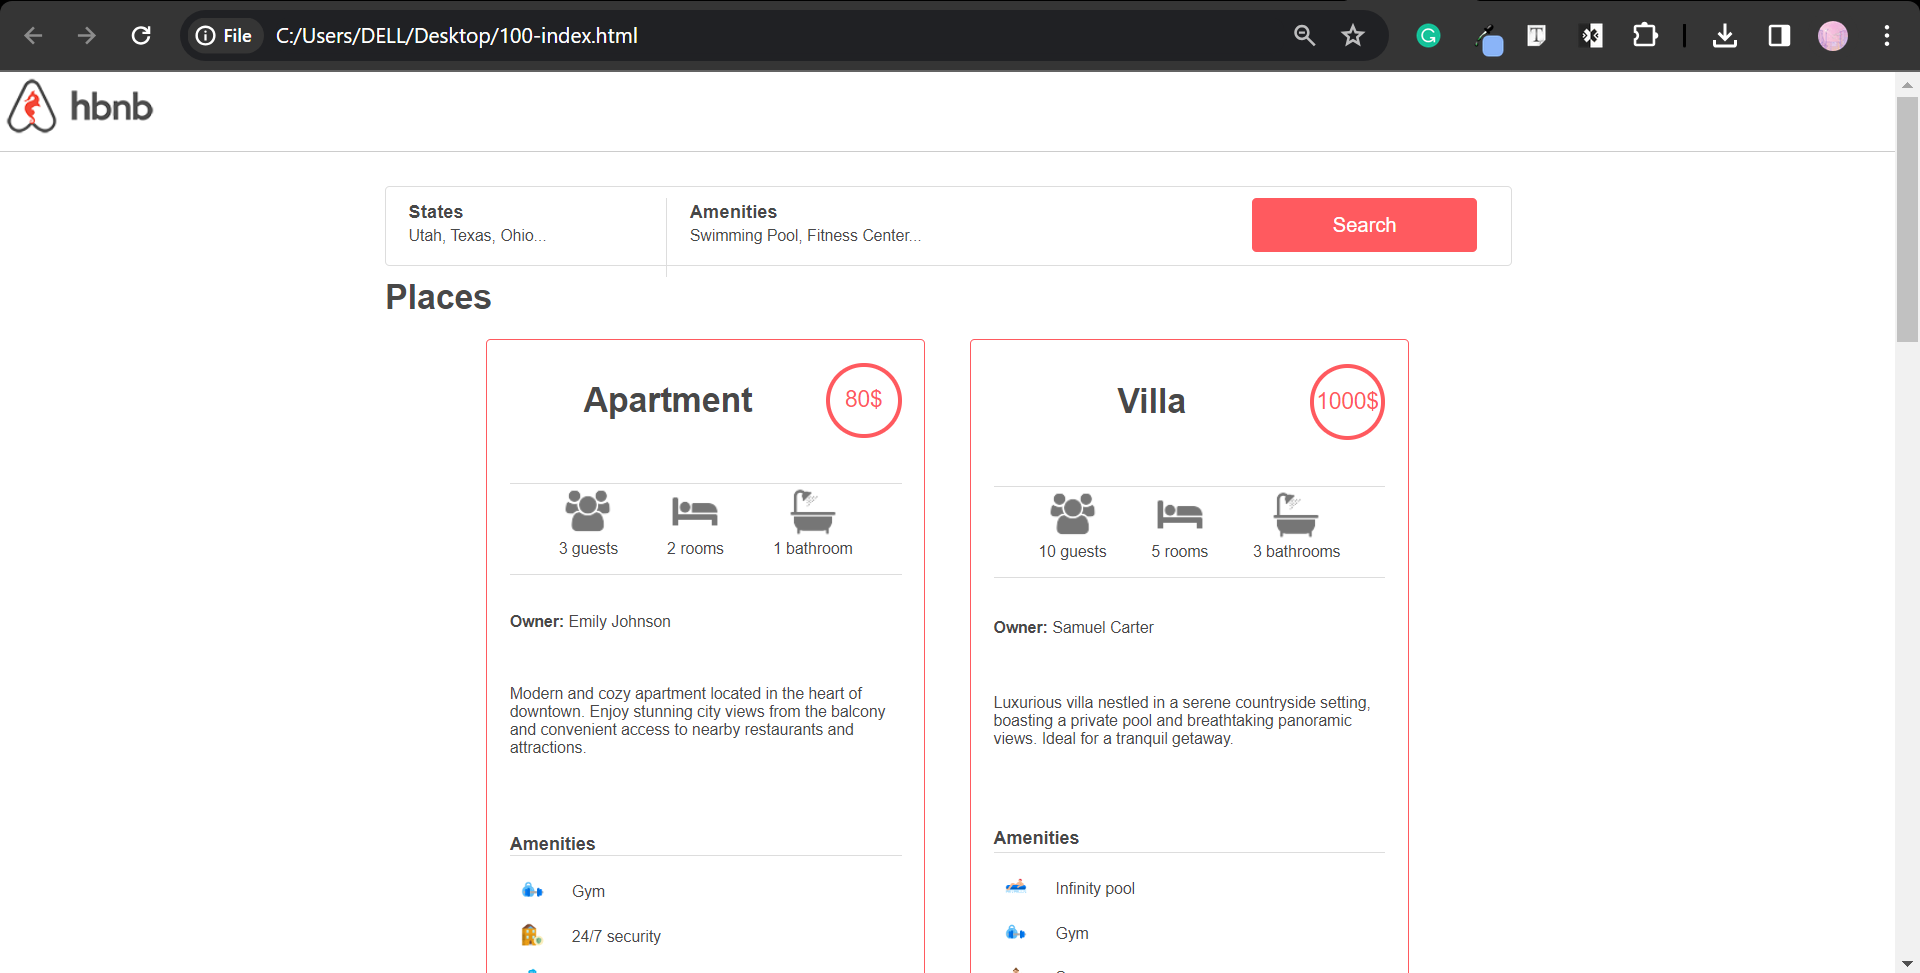 File C:/Users/DELL/Desktop/100-index.html
hbnb
States
Utah, Texas, Ohio...
Amenities
Swimming Pool, Fitness Center...
Search
Places
Apartment
80$
3 guests
2 rooms
1 bathroom
Owner: Emily Johnson
Modern and cozy apartment located in the heart of
downtown. Enjoy stunning city views from the balcony
and convenient access to nearby restaurants and
attractions.
Amenities
Gym
24/7 security
Villa
1000$
10 guests
5 rooms
3 bathrooms
Owner: Samuel Carter
Luxurious villa nestled in a serene countryside setting,
boasting a private pool and breathtaking panoramic
views. Ideal for a tranquil getaway.
Amenities
Infinity pool
Gym